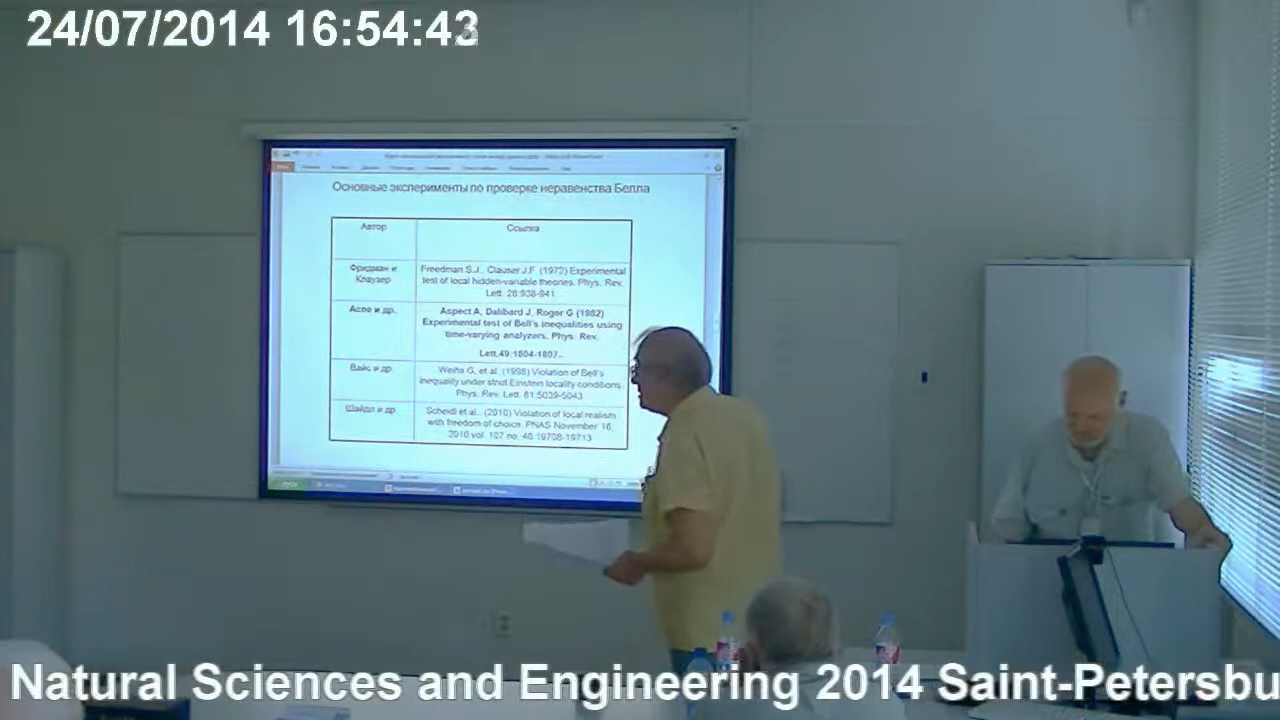 24/07/2014 16:54:43
Основные эксперименты по проверке неравенства Белла
Автор
Ссылка
Фридман и
Клаузер
Freedman S.J., Clauser J.F (1972) Experimental
test of local hidden-variable theories, Phys. Rev.
Lett. 28:938-941
Аспе и др.
Aspect A, Dalibard J, Roger G (1982)
Experimental test of Bell's inequalities using
time-varying analyzers, Phys. Rev.
Lett.49:1804-1807..
Вайс и др
Weihs G, et al. (1998) Violation of Bell's
inequality under strict Einstein locality conditions
Phys. Rev. Lett. 81:5039-5043
Шайдл и др
Scheidl et al.. (2010) Violation of local realism
with freedom of choice. PNAS November 16,
2010 vol. 107 no. 46 19708-19713
Natural Sciences and Engineering 2014 Saint-Petersbu